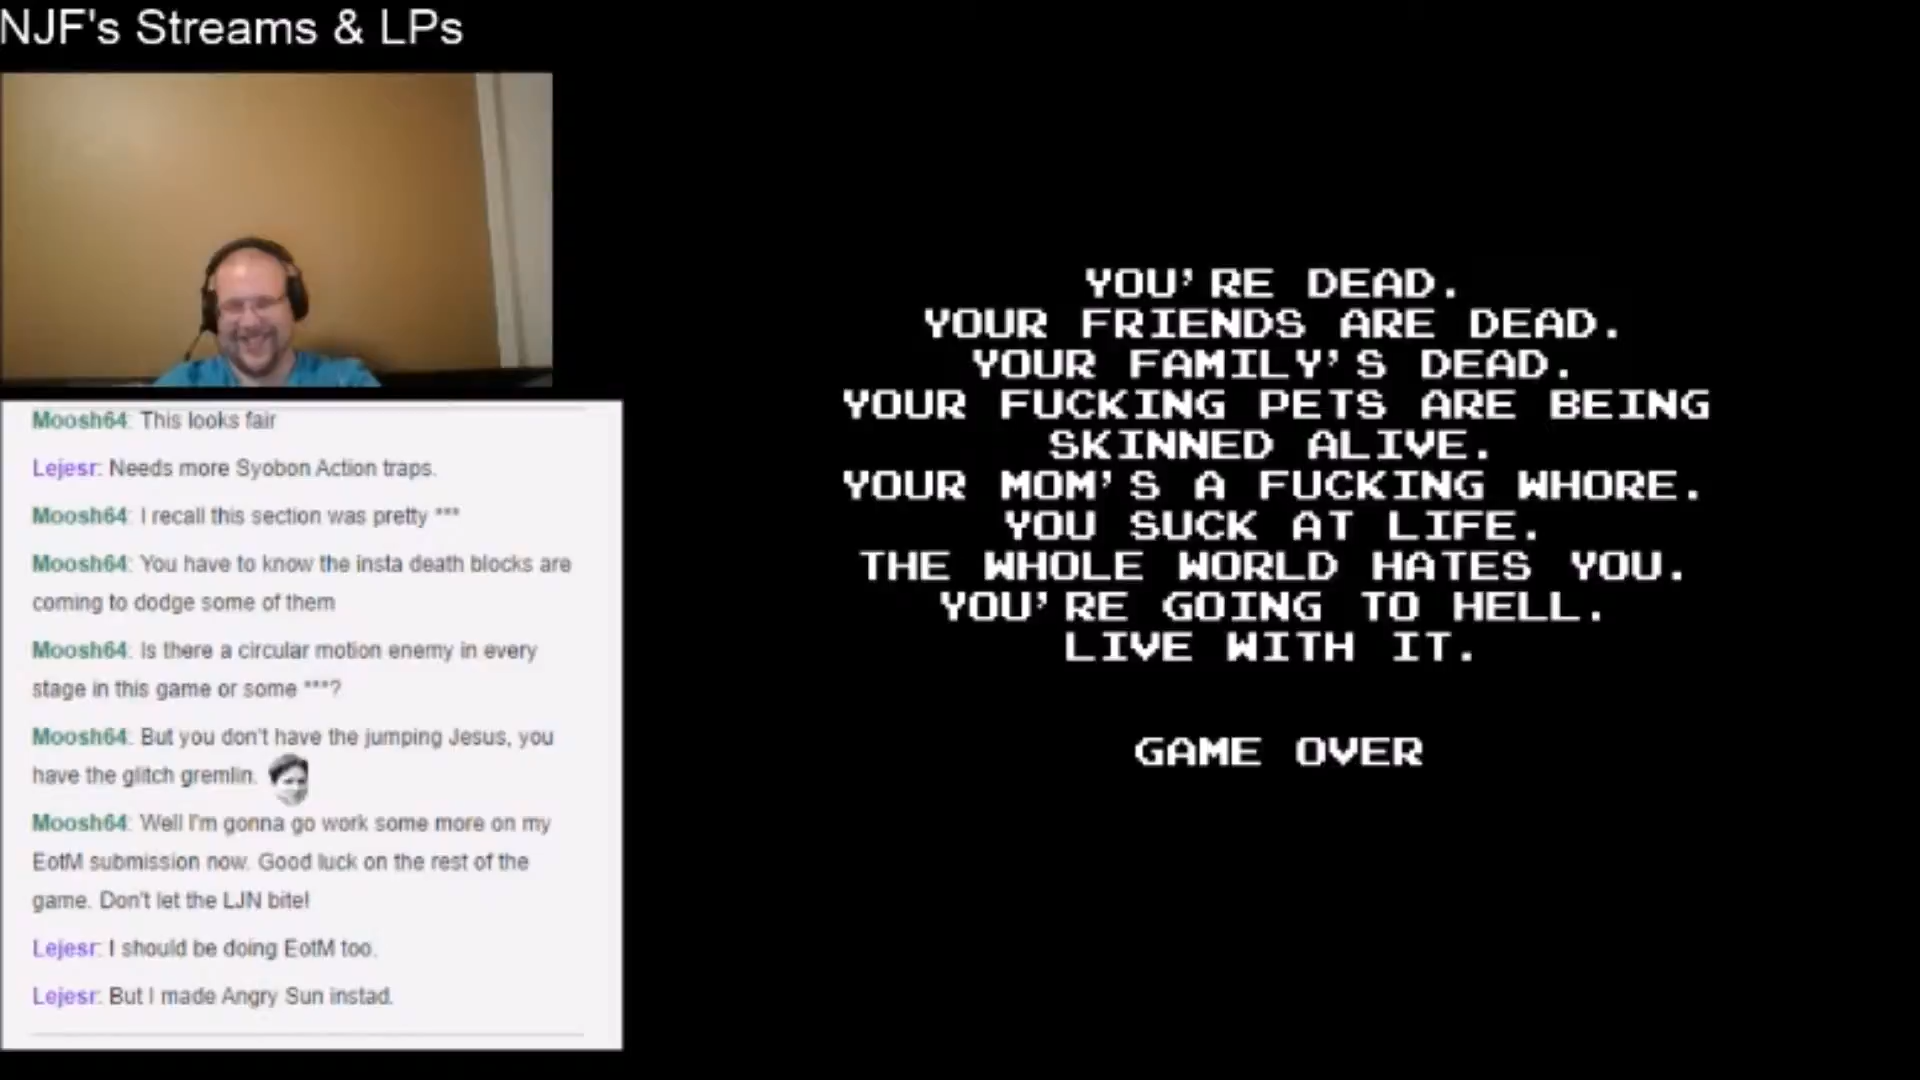 NJF's Streams & LPs
Moosh64: This looks fair
Lejesr: Needs more Syobon Action traps.
Moosh64: I recall this section was pretty ***
Moosh64: You have to know the insta death blocks are
coming to dodge some of them
Moosh64: Is there a circular motion enemy in every
stage in this game or some ***?
Moosh64: But you don't have the jumping Jesus, you
have the glitch gremlin.
Moosh64: Well I'm gonna go work some more on my
EotM submission now. Good luck on the rest of the
game. Don't let the LJN bite!
Lejesr: I should be doing EotM too.
Lejesr: But I made Angry Sun instad.
YOU'RE DEAD.
YOUR FRIENDS ARE DEAD.
YOUR FAMILY'S DEAD.
YOUR FUCKING PETS ARE BEING
SKINNED ALIVE.
YOUR MOM'S A FUCKING WHORE.
YOU SUCK AT LIFE.
THE WHOLE WORLD HATES YOU.
YOU'RE GOING TO HELL.
LIVE WITH IT.
GAME OVER